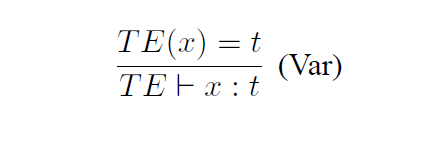 TE(x) = t
TE ⊢ x : t (Var)